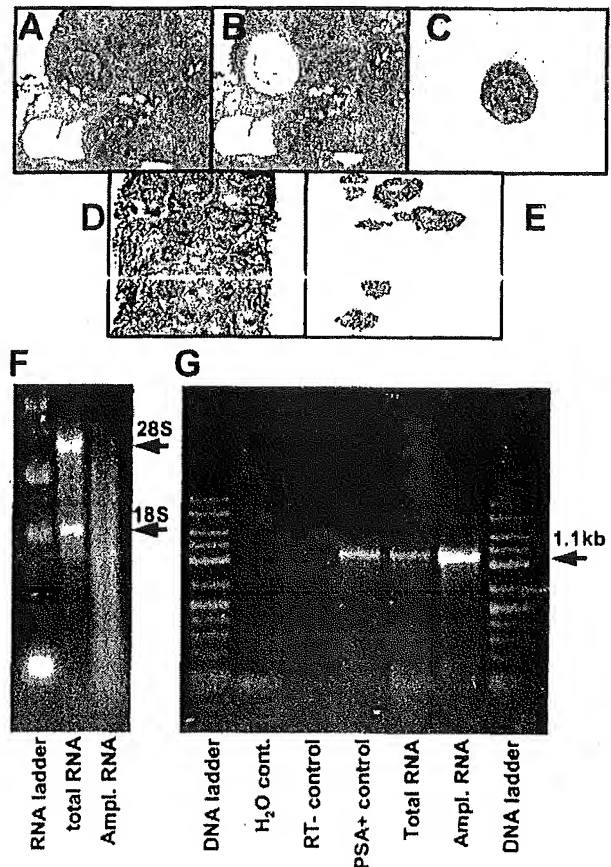 A
B
C
D
E
F
G
28S
18S
1.1kb
RNA ladder
total RNA
Ampl. RNA
DNA ladder
H₂O cont.
RT- control
PSA+ control
Total RNA
Ampl. RNA
DNA ladder